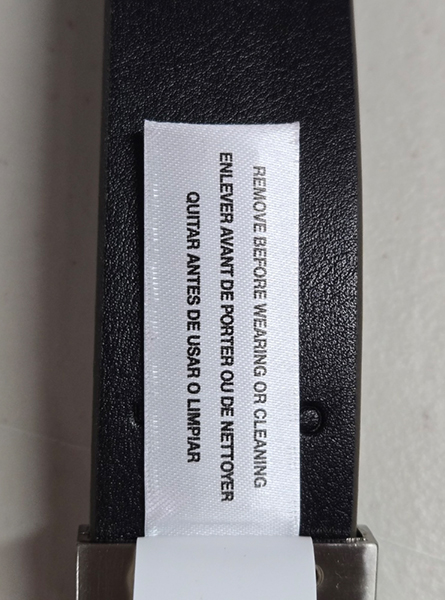 REMOVE BEFORE WEARING OR CLEANING
ENLEVER AVANT DE PORTER OU DE NETTOYER
QUITAR ANTES DE USAR O LIMPIAR